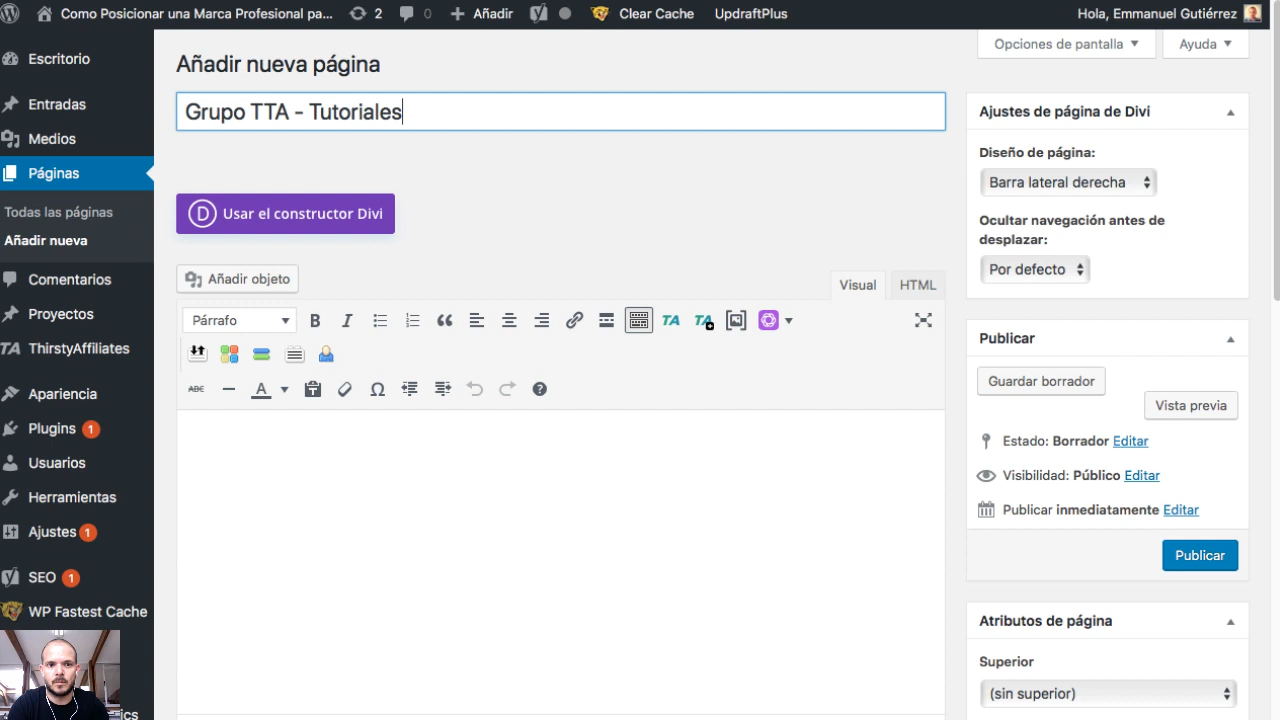 Como Posicionar una Marca Profesional pa...
2
0
Añadir
Clear Cache
UpdraftPlus
Hola, Emmanuel Gutiérrez
Opciones de pantalla
Ayuda
Escritorio
Entradas
Medios
Páginas
Todas las páginas
Añadir nueva
Comentarios
Proyectos
TA ThirstyAffiliates
Apariencia
Plugins 1
Usuarios
Herramientas
Ajustes 1
SEO 1
WP Fastest Cache
ics
Añadir nueva página
Grupo TTA - Tutoriales
D Usar el constructor Divi
Añadir objeto
Visual
HTML
Párrafo
B I TA TA
ABC A Ω
Ajustes de página de Divi
Diseño de página:
Barra lateral derecha
Ocultar navegación antes de
desplazar:
Por defecto
Publicar
Guardar borrador
Vista previa
Estado: Borrador Editar
Visibilidad: Público Editar
Publicar inmediatamente Editar
Publicar
Atributos de página
Superior
(sin superior)